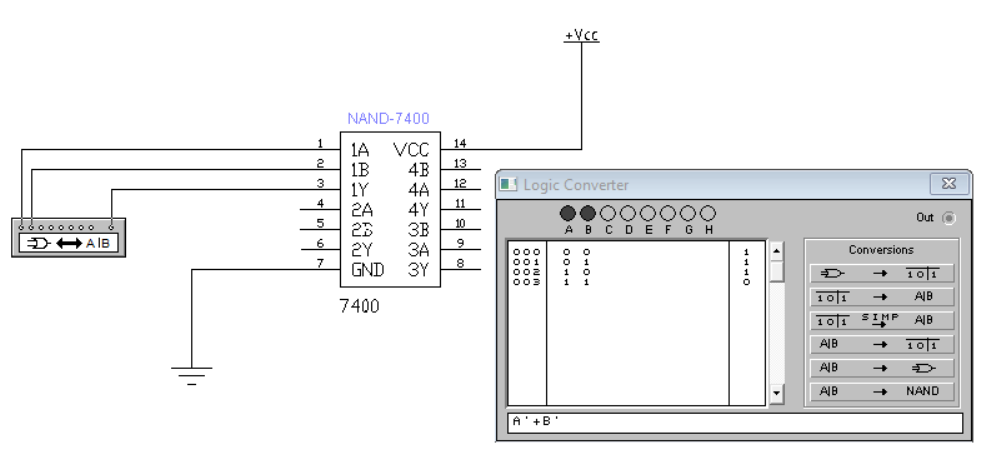 +Vcc
NAND-7400
1 1A VCC 14
2 1B 4B 13
3 1Y 4A 12
4 2A 4Y 11
5 2B 3B 10
6 2Y 3A 9
7 GND 3Y 8
7400
A|B
Logic Converter
Out
A B C D E F G H
Conversions
000 0 0 1
001 0 1 1
002 1 0 1
003 1 1 0
→ 1 0|1
1 0|1 → A|B
1 0|1 SIMP → A|B
A|B → 1 0|1
A|B →
A|B → NAND
A'+B'